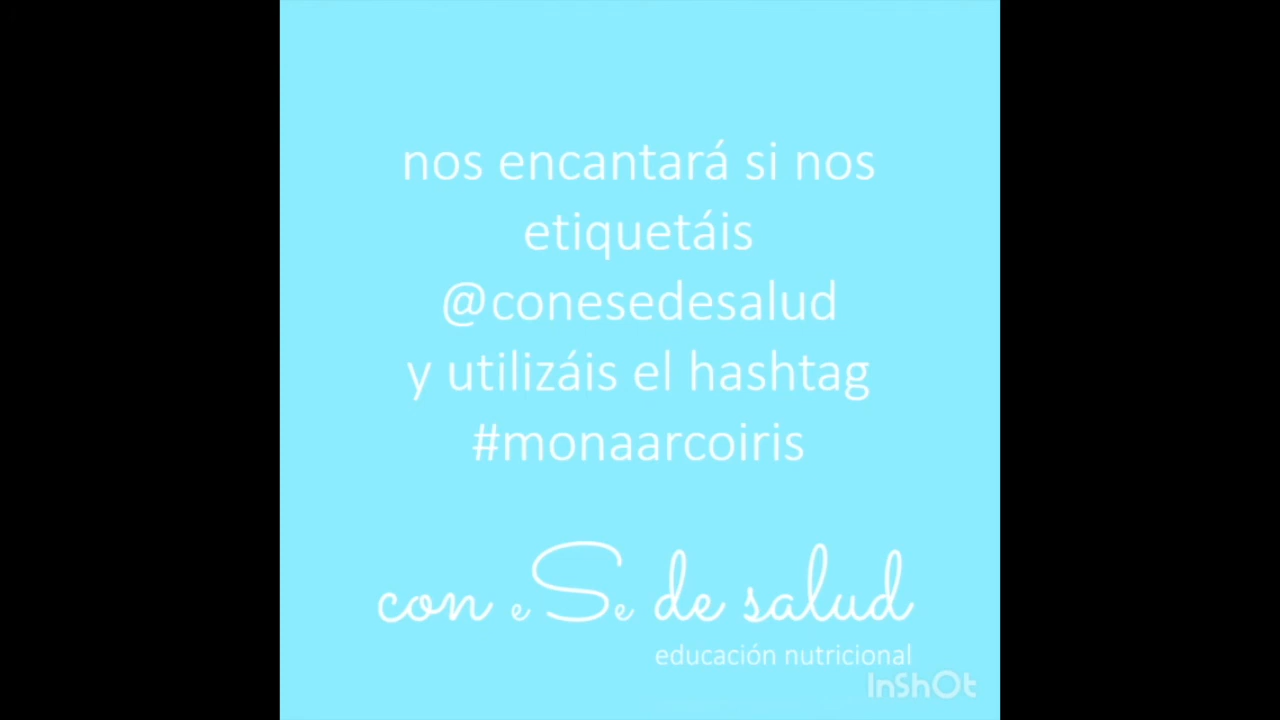 nos encantará si nos
etiquetáis
@conesedesalud
y utilizáis el hashtag
#monaarcoiris
con eSe de salud
educación nutricional
InShOt